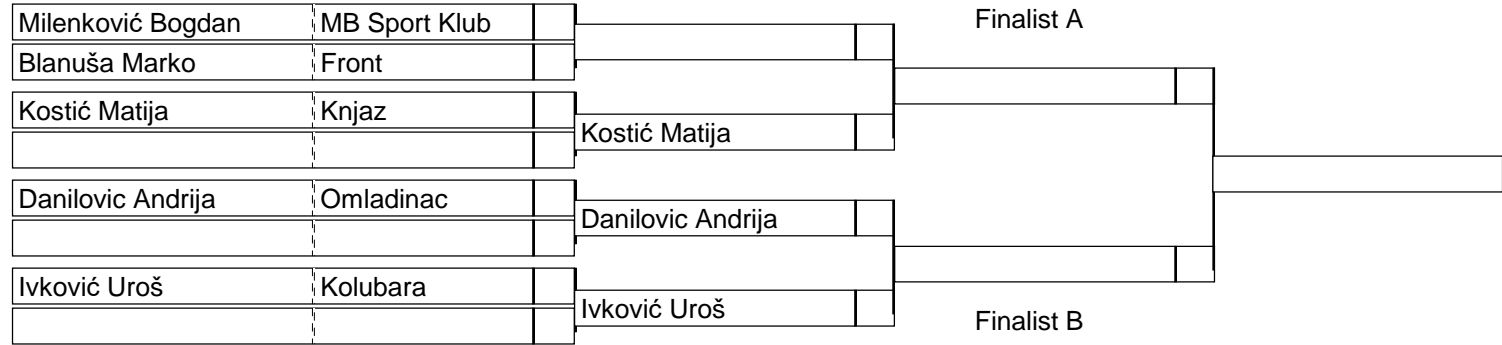 Milenković Bogdan MB Sport Klub
Blanuša Marko Front
Kostić Matija Knjaz
Danilovic Andrija Omladinac
Ivković Uroš Kolubara
Kostić Matija
Danilovic Andrija
Ivković Uroš
Finalist A
Finalist B